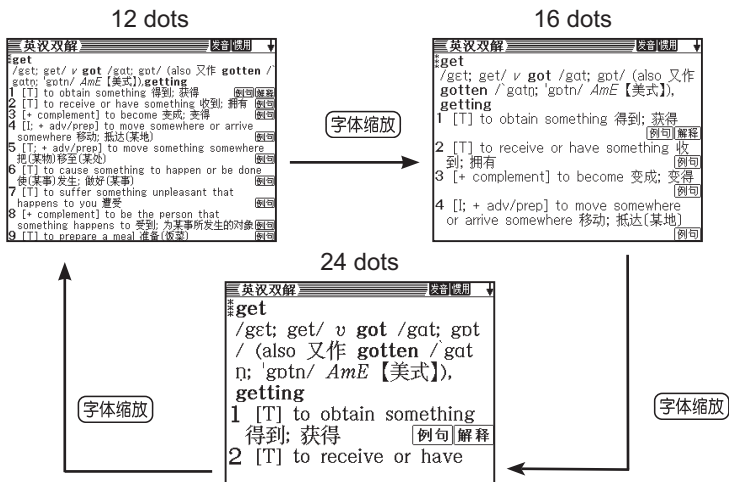 12 dots
英汉双解 发音 惯用
⁑get
/gɛt; get/ v got /gɑt; gɒt/ (also 又作 gotten /ˋ
gɑtn̩; 'gɒtn/ AmE【美式】),getting
1 [T] to obtain something 得到; 获得 例句 解释
2 [T] to receive or have something 收到; 拥有 例句
3 [+ complement] to become 变成; 变得 例句
4 [I; + adv/prep] to move somewhere or arrive
somewhere 移动; 抵达(某地) 例句
5 [T; + adv/prep] to move something somewhere
把(某物)移至(某处) 例句
6 [T] to cause something to happen or be done
使(某事)发生; 做好(某事) 例句
7 [T] to suffer something unpleasant that
happens to you 遭受 例句
8 [+ complement] to be the person that
something happens to 受到; 为某事所发生的对象 例句
9 [T] to prepare a meal 准备(饭菜) 例句
字体缩放
16 dots
英汉双解 发音 惯用
⁑get
/gɛt; get/ v got /gɑt; gɒt/ (also 又作
gotten /ˋgɑtn̩; 'gɒtn/ AmE【美式】),
getting
1 [T] to obtain something 得到; 获得
例句 解释
2 [T] to receive or have something 收
到; 拥有 例句
3 [+ complement] to become 变成; 变得
例句
4 [I; + adv/prep] to move somewhere
or arrive somewhere 移动; 抵达(某地)
例句
字体缩放
24 dots
英汉双解 发音 惯用
⁑get
/gɛt; get/ v got /gɑt; gɒt
/ (also 又作 gotten /ˋgɑt
n̩; 'gɒtn/ AmE【美式】),
getting
1 [T] to obtain something
得到; 获得 例句 解释
2 [T] to receive or have
字体缩放